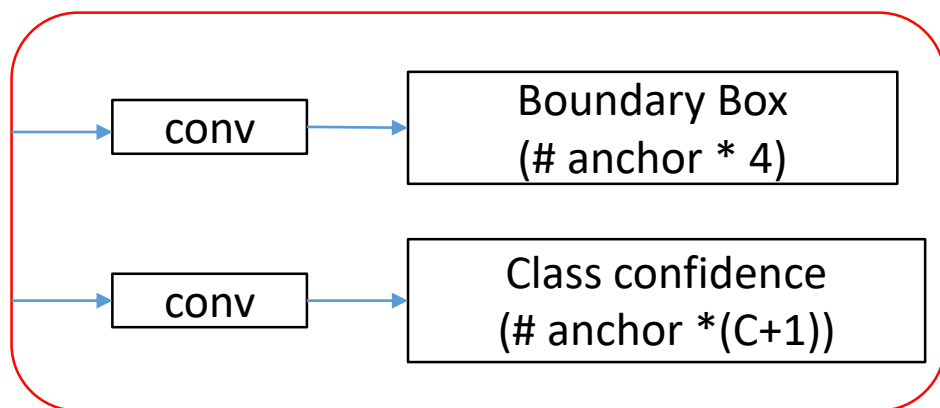 conv
Boundary Box
(# anchor * 4)
conv
Class confidence
(# anchor *(C+1))